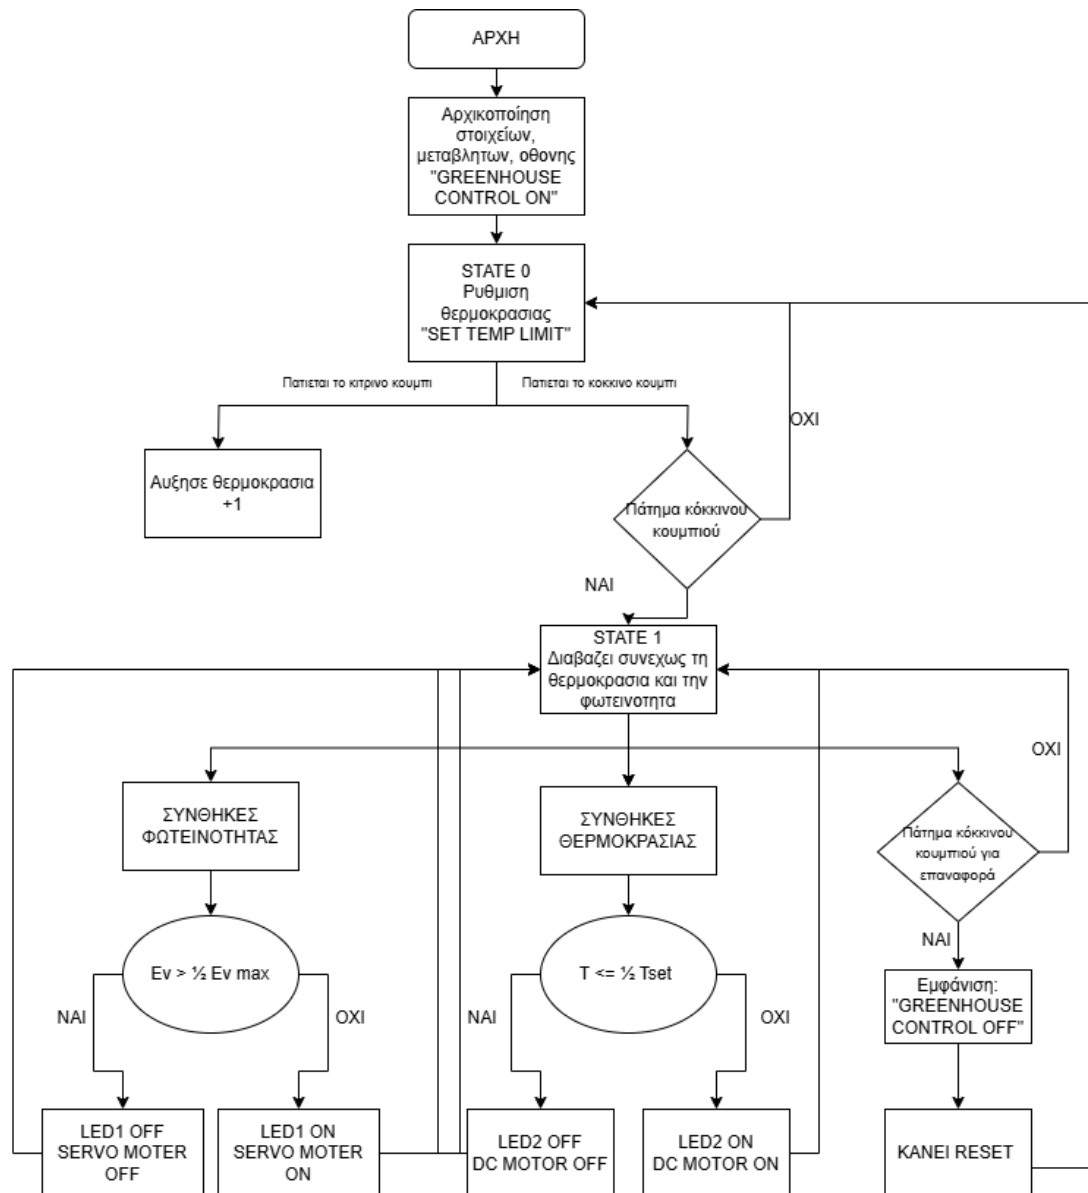 ΑΡΧΗ
Αρχικοποίηση
στοιχείων,
μεταβλητων, οθονης
"GREENHOUSE
CONTROL ON"
STATE 0
Ρυθμιση
θερμοκρασιας
"SET TEMP LIMIT"
Πατιεται το κιτρινο κουμπι
Πατιεται το κοκκινο κουμπι
ΟΧΙ
Αυξησε θερμοκρασια
+1
Πάτημα κόκκινου
κουμπιού
ΝΑΙ
STATE 1
Διαβαζει συνεχως τη
θερμοκρασια και την
φωτεινοτητα
ΟΧΙ
ΣΥΝΘΗΚΕΣ
ΦΩΤΕΙΝΟΤΗΤΑΣ
ΣΥΝΘΗΚΕΣ
ΘΕΡΜΟΚΡΑΣΙΑΣ
Πάτημα κόκκινου
κουμπιού για
επαναφορά
ΝΑΙ
Ev > ½ Ev max
T <= ½ Tset
ΝΑΙ
ΟΧΙ
ΝΑΙ
ΟΧΙ
Εμφάνιση:
"GREENHOUSE
CONTROL OFF"
LED1 OFF
SERVO MOTER
OFF
LED1 ON
SERVO MOTER
ON
LED2 OFF
DC MOTOR OFF
LED2 ON
DC MOTOR ON
ΚΑΝΕΙ RESET